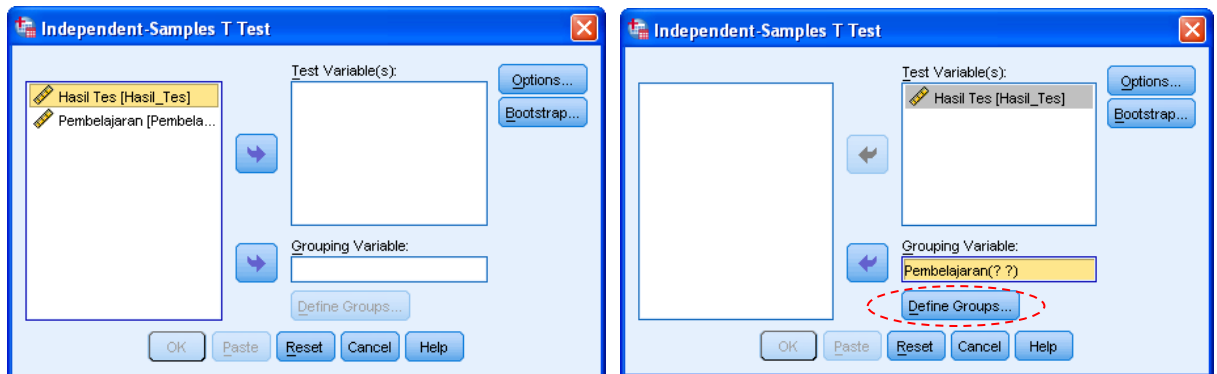 Independent-Samples T Test
Test Variable(s):
Hasil Tes [Hasil_Tes]
Pembelajaran [Pembela...
Options...
Bootstrap...
Grouping Variable:
Define Groups...
OK Paste Reset Cancel Help
Independent-Samples T Test
Test Variable(s):
Hasil Tes [Hasil_Tes]
Options...
Bootstrap...
Grouping Variable:
Pembelajaran(? ?)
Define Groups...
OK Paste Reset Cancel Help